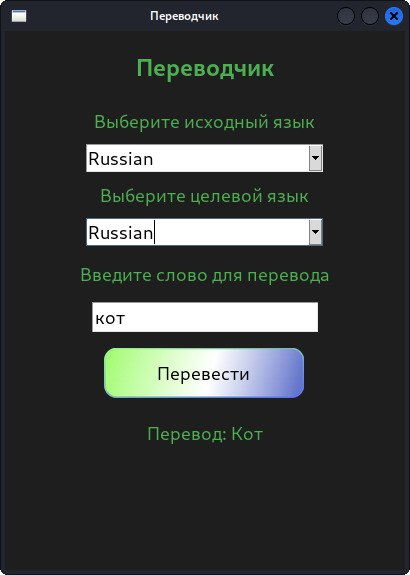 Переводчик
Переводчик
Выберите исходный язык
Russian
Выберите целевой язык
Russian
Введите слово для перевода
кот
Перевести
Перевод: Кот